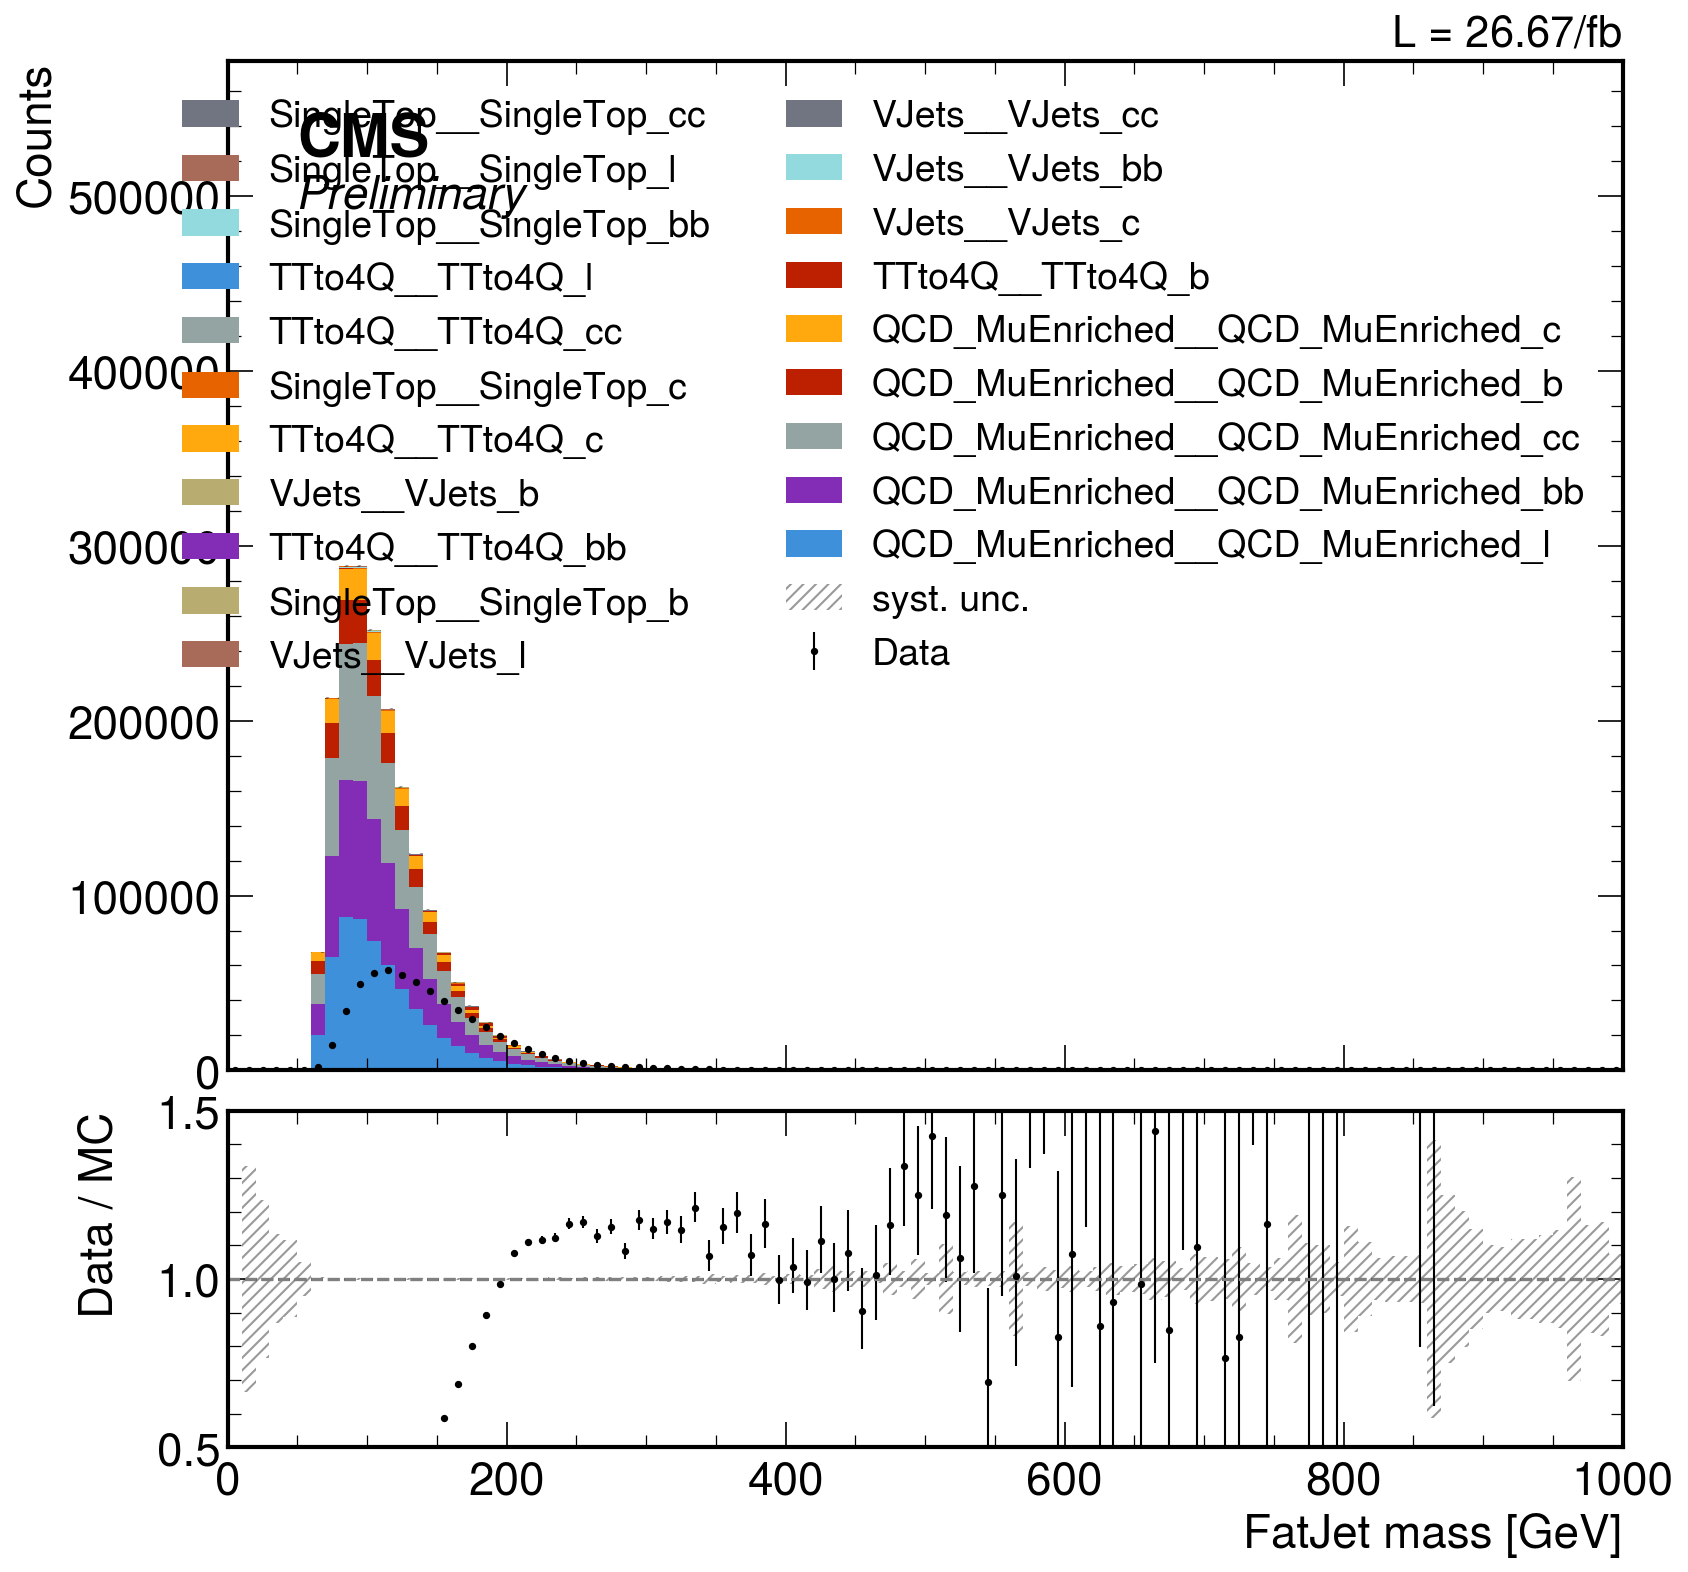 L = 26.67/fb
Counts
CMS
Preliminary
SingleTop__SingleTop_cc
SingleTop__SingleTop_l
SingleTop__SingleTop_bb
TTto4Q__TTto4Q_l
TTto4Q__TTto4Q_cc
SingleTop__SingleTop_c
TTto4Q__TTto4Q_c
VJets__VJets_b
TTto4Q__TTto4Q_bb
SingleTop__SingleTop_b
VJets__VJets_l
VJets__VJets_cc
VJets__VJets_bb
VJets__VJets_c
TTto4Q__TTto4Q_b
QCD_MuEnriched__QCD_MuEnriched_c
QCD_MuEnriched__QCD_MuEnriched_b
QCD_MuEnriched__QCD_MuEnriched_cc
QCD_MuEnriched__QCD_MuEnriched_bb
QCD_MuEnriched__QCD_MuEnriched_l
syst. unc.
Data
500000
400000
300000
200000
100000
0
Data / MC
1.5
1.0
0.5
0 200 400 600 800 1000
FatJet mass [GeV]